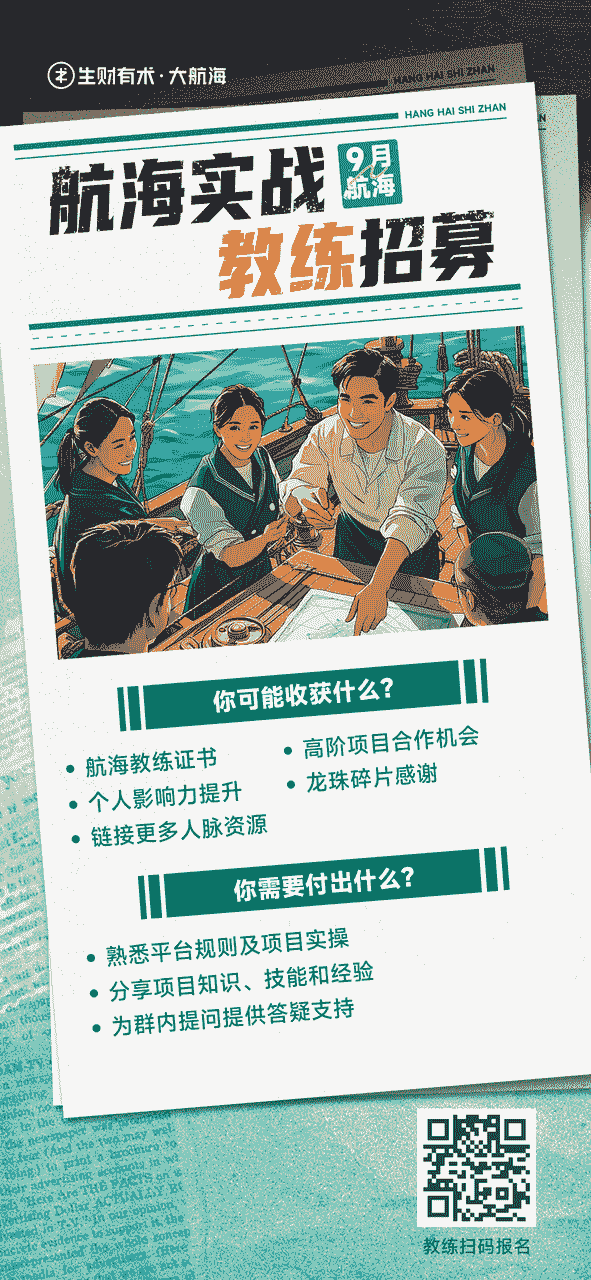 生财有术·大航海
HANG HAI SHI ZHAN
HANG HAI SHI ZHAN
航海实战
9月
航海
教练招募
你可能收获什么?
• 航海教练证书
• 高阶项目合作机会
• 个人影响力提升
• 龙珠碎片感谢
• 链接更多人脉资源
你需要付出什么?
• 熟悉平台规则及项目实操
• 分享项目知识、技能和经验
• 为群内提问提供答疑支持
教练扫码报名